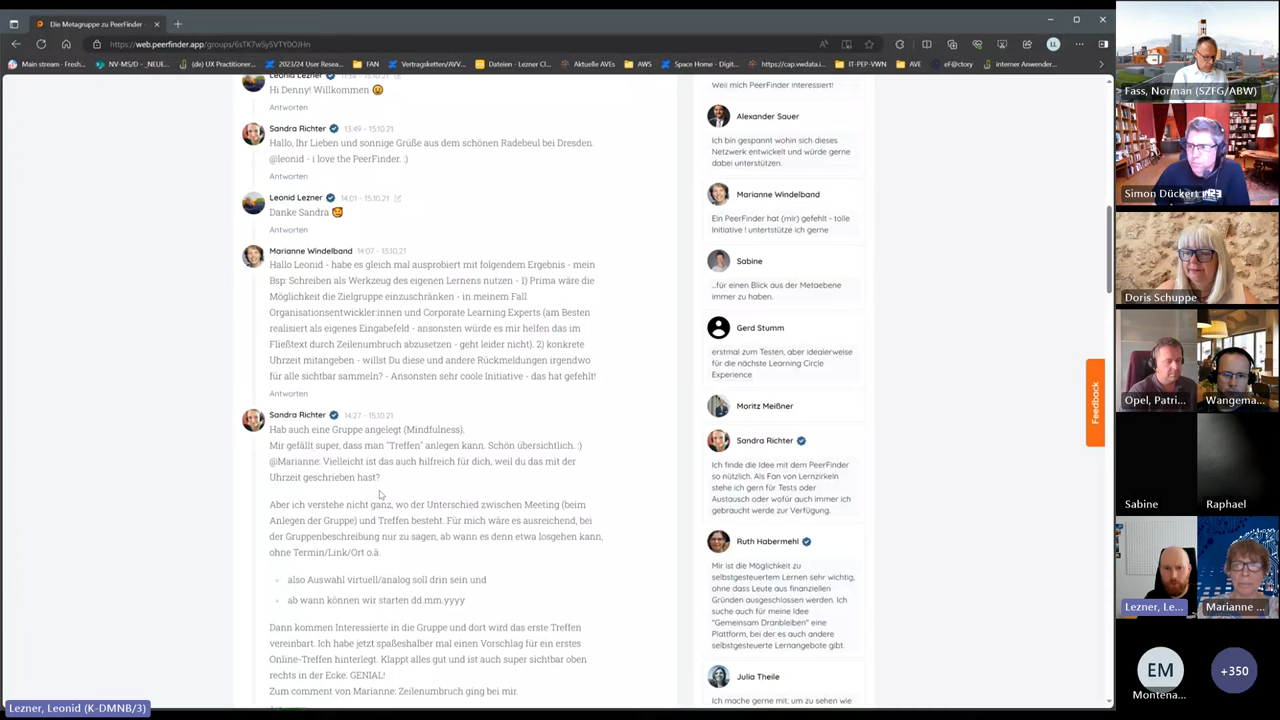 Die Metagruppe zu PeerFinder -
https://web.peerfinder.app/groups/6sTK7wSy5VTY0OJHn
Main stream - Fresh...
NV-MS/D - _NEUE...
(de) UX Practitioner...
2023/24 User Resea...
FAN
Vertragsketten/AVV...
Dateien - Lezner Cl...
Aktuelle AVEs
AWS
Space Home - Digit...
https://cap.vwdata.i...
IT-PEP-VWN
AVE
eF@ctory
interner Anwender...
Leonid Lezner
Hi Denny! Willkommen 😀
Antworten
Sandra Richter 13:49 - 15.10.21
Hallo, Ihr Lieben und sonnige Grüße aus dem schönen Radebeul bei Dresden.
@leonid - i love the PeerFinder. :)
Antworten
Leonid Lezner 14:01 - 15.10.21
Danke Sandra 🥰
Antworten
Marianne Windelband 14:07 - 15.10.21
Hallo Leonid - habe es gleich mal ausprobiert mit folgendem Ergebnis - mein
Bsp: Schreiben als Werkzeug des eigenen Lernens nutzen - 1) Prima wäre die
Möglichkeit die Zielgruppe einzuschränken - in meinem Fall
Organisationsentwickler:innen und Corporate Learning Experts (am Besten
realisiert als eigenes Eingabefeld - ansonsten würde es mir helfen das im
Fließtext durch Zeilenumbruch abzusetzen - geht leider nicht). 2) konkrete
Uhrzeit mitangeben - willst Du diese und andere Rückmeldungen irgendwo
für alle sichtbar sammeln? - Ansonsten sehr coole Initiative - das hat gefehlt!
Antworten
Sandra Richter 14:27 - 15.10.21
Hab auch eine Gruppe angelegt (Mindfulness).
Mir gefällt super, dass man "Treffen" anlegen kann. Schön übersichtlich. :)
@Marianne: Vielleicht ist das auch hilfreich für dich, weil du das mit der
Uhrzeit geschrieben hast?
Aber ich verstehe nicht ganz, wo der Unterschied zwischen Meeting (beim
Anlegen der Gruppe) und Treffen besteht. Für mich wäre es ausreichend, bei
der Gruppenbeschreibung nur zu sagen, ab wann es denn etwa losgehen kann,
ohne Termin/Link/Ort o.ä.
also Auswahl virtuell/analog soll drin sein und
ab wann können wir starten dd.mm.yyyy
Dann kommen Interessierte in die Gruppe und dort wird das erste Treffen
vereinbart. Ich habe jetzt spaßeshalber mal einen Vorschlag für ein erstes
Online-Treffen hinterlegt. Klappt alles gut und ist auch super sichtbar oben
rechts in der Ecke. GENIAL!
Zum comment von Marianne: Zeilenumbruch ging bei mir.
Weil mich PeerFinder interessiert!
Alexander Sauer
Ich bin gespannt wohin sich dieses
Netzwerk entwickelt und würde gerne
dabei unterstützen.
Marianne Windelband
Ein PeerFinder hat (mir) gefehlt - tolle
Initiative ! untertstütze ich gerne
Sabine
...für einen Blick aus der Metaebene
immer zu haben.
Gerd Stumm
erstmal zum Testen, aber idealerweise
für die nächste Learning Circle
Experience
Moritz Meißner
Sandra Richter
Ich finde die Idee mit dem PeerFinder
so nützlich. Als Fan von Lernzirkeln
stehe ich gern für Tests oder
Austausch oder wofür auch immer ich
gebraucht werde zur Verfügung.
Ruth Habermehl
Mir ist die Möglichkeit zu
selbstgesteuertem Lernen sehr wichtig,
ohne dass Leute aus finanziellen
Gründen ausgeschlossen werden. Ich
suche auch für meine Idee
"Gemeinsam Dranbleiben" eine
Plattform, bei der es auch andere
selbstgesteuerte Lernangebote gibt.
Julia Theile
Ich mache gerne mit, um zu sehen wie
Feedback
LL
Fass, Norman (SZFG/ABW)
Simon Dückert
Doris Schuppe
Opel, Patri...
Wangema...
Sabine
Raphael
Lezner, Le...
Marianne ...
EM
Montena...
+350
Lezner, Leonid (K-DMNB/3)